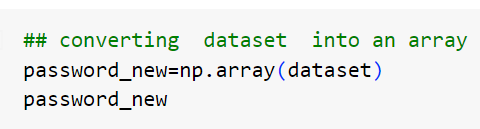 ## converting  dataset  into an array
password_new=np.array(dataset)
password_new